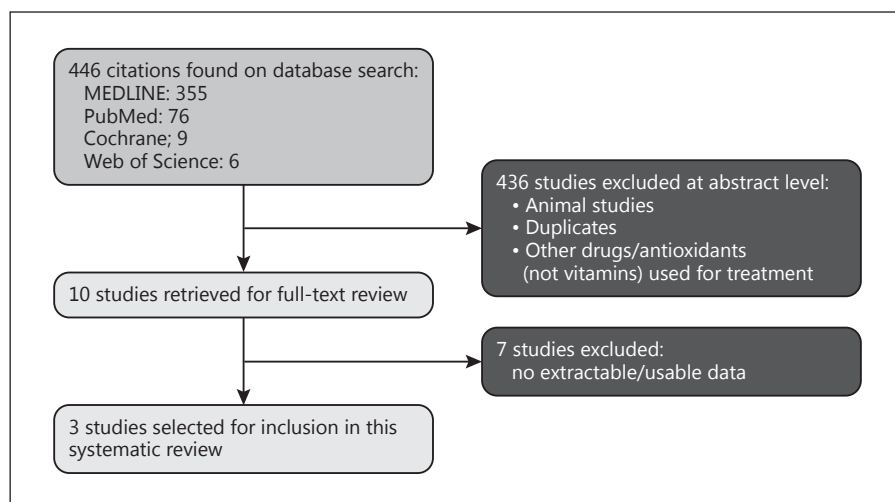 446 citations found on database search:
MEDLINE: 355
PubMed: 76
Cochrane; 9
Web of Science: 6
436 studies excluded at abstract level:
• Animal studies
• Duplicates
• Other drugs/antioxidants
(not vitamins) used for treatment
10 studies retrieved for full-text review
7 studies excluded:
no extractable/usable data
3 studies selected for inclusion in this
systematic review